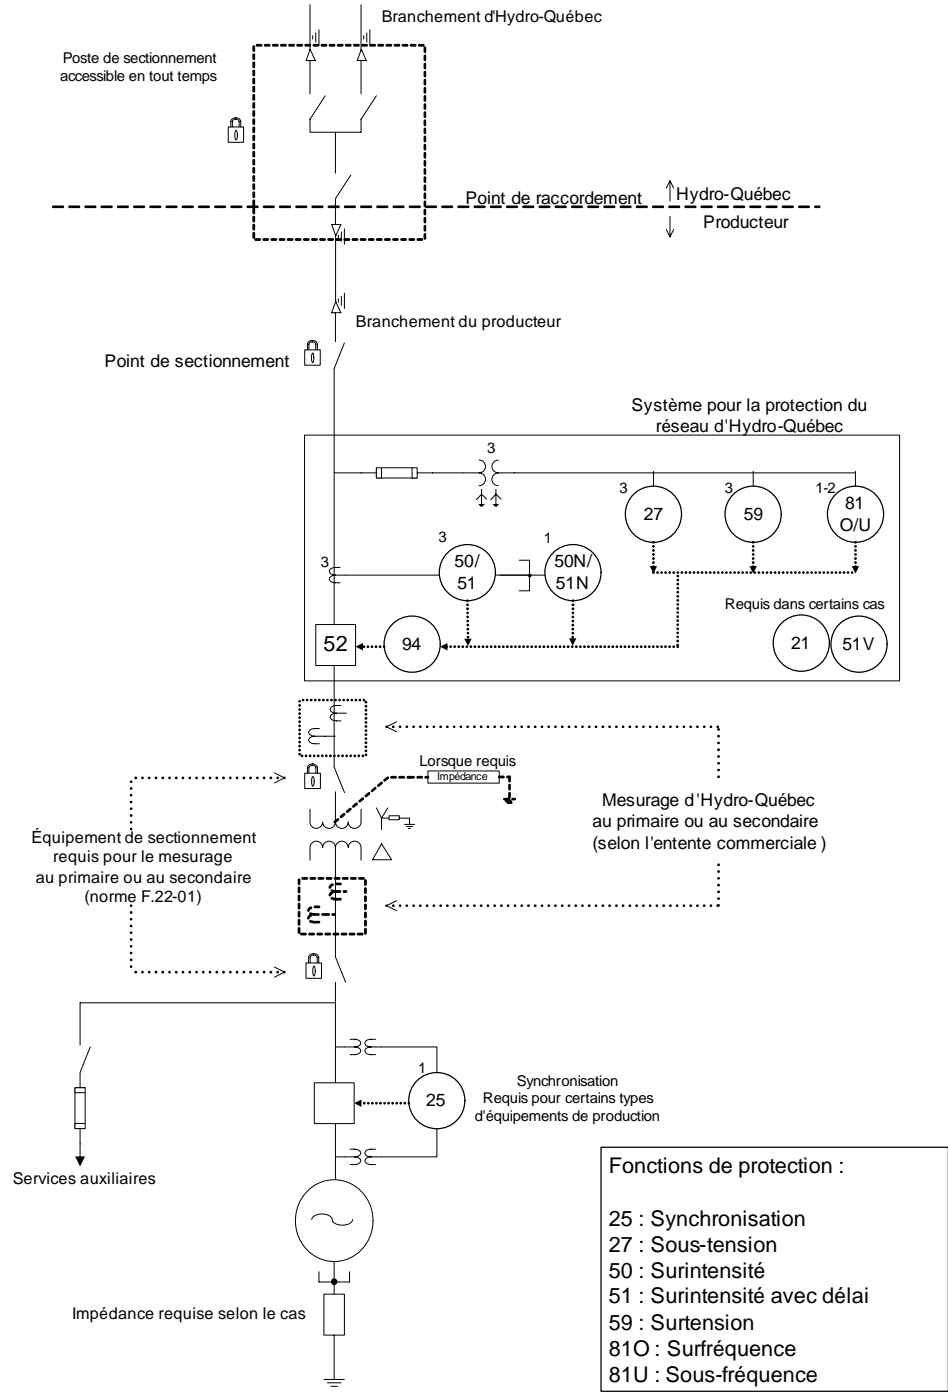 Branchement d'Hydro-Québec
Poste de sectionnement
accessible en tout temps
Point de raccordement
Hydro-Québec
Producteur
Branchement du producteur
Point de sectionnement
Système pour la protection du
réseau d'Hydro-Québec
3
3
3
1-2
27
59
81
O/U
3
1
3
50/
51
50N/
51N
Requis dans certains cas
52
94
21
51V
Lorsque requis
Impédance
Mesurage d'Hydro-Québec
au primaire ou au secondaire
(selon l'entente commerciale )
Équipement de sectionnement
requis pour le mesurage
au primaire ou au secondaire
(norme F.22-01)
1
25
Synchronisation
Requis pour certains types
d'équipements de production
Services auxiliaires
Impédance requise selon le cas
Fonctions de protection :
25 : Synchronisation
27 : Sous-tension
50 : Surintensité
51 : Surintensité avec délai
59 : Surtension
81O : Surfréquence
81U : Sous-fréquence